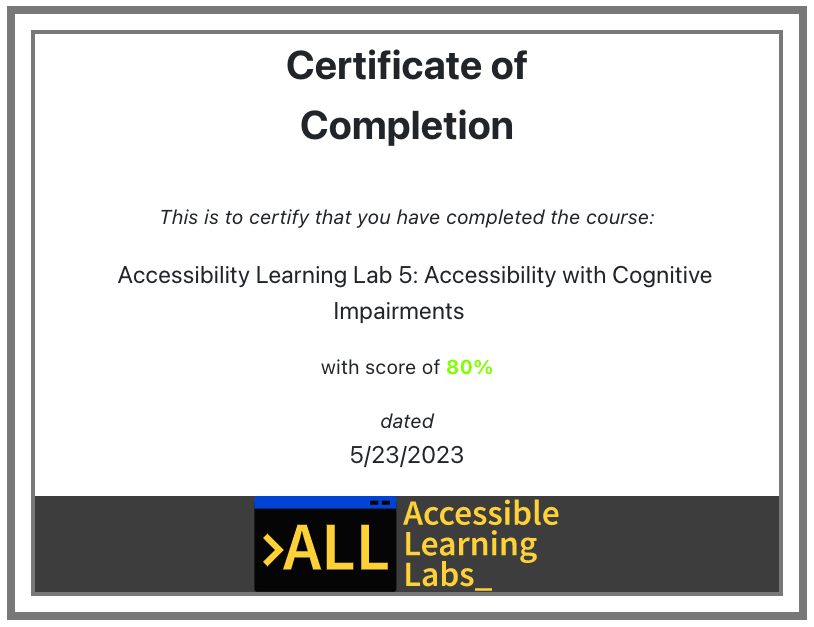 Certificate of
Completion
This is to certify that you have completed the course:
Accessibility Learning Lab 5: Accessibility with Cognitive
Impairments
with score of 80%
dated
5/23/2023
>ALL
Accessible
Learning
Labs_